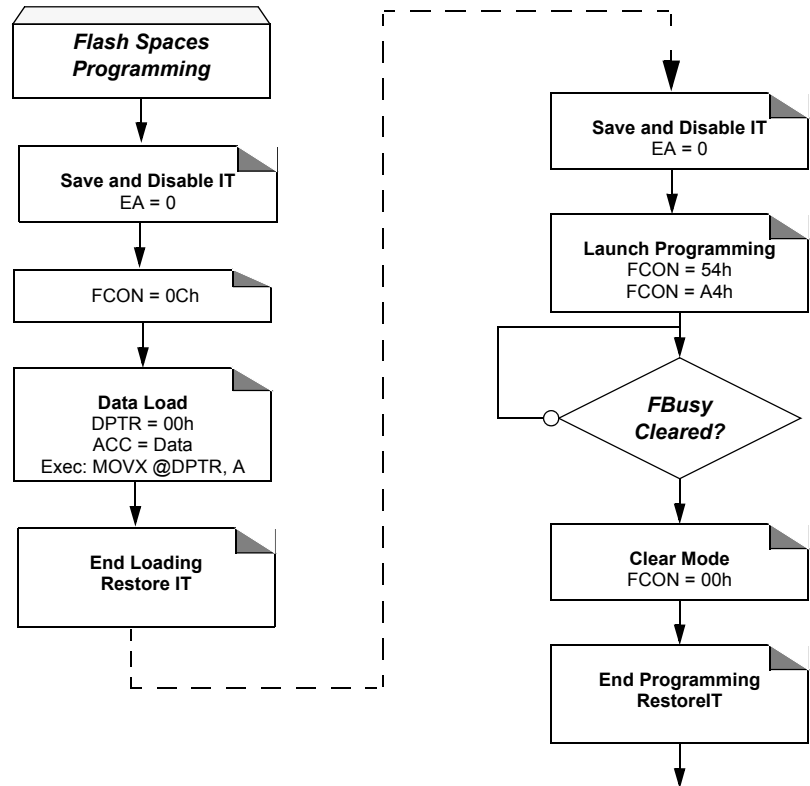 Flash Spaces
Programming
Save and Disable IT
EA = 0
FCON = 0Ch
Data Load
DPTR = 00h
ACC = Data
Exec: MOVX @DPTR, A
End Loading
Restore IT
Save and Disable IT
EA = 0
Launch Programming
FCON = 54h
FCON = A4h
FBusy
Cleared?
Clear Mode
FCON = 00h
End Programming
RestoreIT